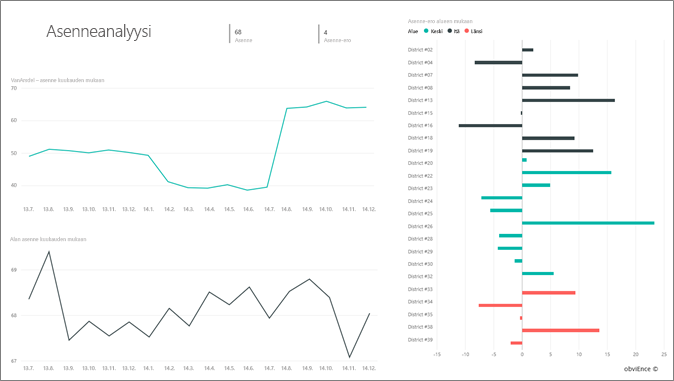 Asenneanalyysi
68
Asenne
4
Asenne-ero
VanArsdel – asenne kuukauden mukaan
70
60
50
40
13.7. 13.8. 13.9. 13.10. 13.11. 13.12. 14.1. 14.2. 14.3. 14.4. 14.5. 14.6. 14.7. 14.8. 14.9. 14.10. 14.11. 14.12.
Alan asenne kuukauden mukaan
69
68
67
13.7. 13.8. 13.9. 13.10. 13.11. 13.12. 14.1. 14.2. 14.3. 14.4. 14.5. 14.6. 14.7. 14.8. 14.9. 14.10. 14.11. 14.12.
Asenne-ero alueen mukaan
Alue Keski Itä Länsi
District #02
District #04
District #07
District #08
District #13
District #15
District #16
District #18
District #19
District #20
District #22
District #23
District #24
District #25
District #26
District #28
District #29
District #30
District #32
District #33
District #34
District #35
District #38
District #39
-15 -10 -5 0 5 10 15 20 25
obviEnce ©